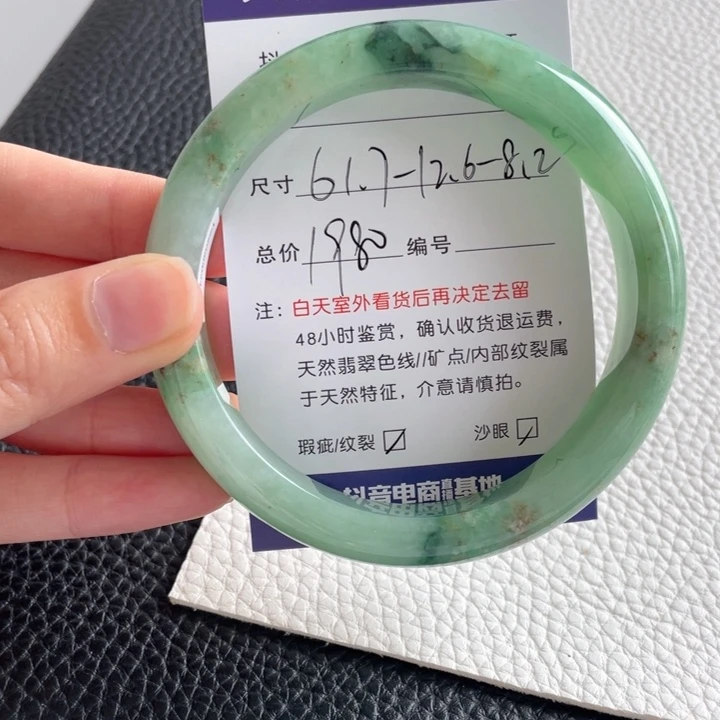 尺寸 61.7-12.6-8.2
总价 1980 编号
注：白天室外看货后再决定去留
48小时鉴赏，确认收货退运费，
天然翡翠色线//矿点/内部纹裂属
于天然特征，介意请慎拍。
瑕疵/纹裂 沙眼
抖音电商直播基地